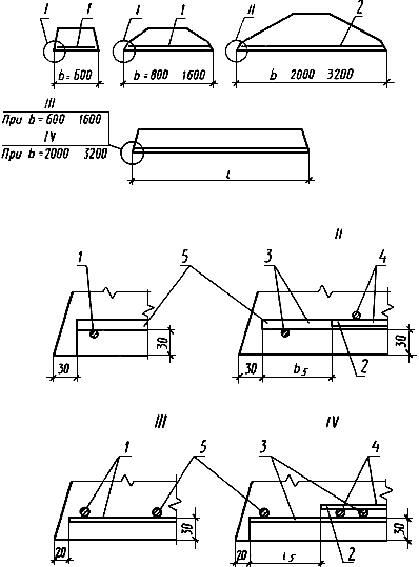 I 1 I 1 II 2
b=600 b=800 1600 b 2000 3200
III
При b=600 1600
IV
При b=2000 3200
ℓ
II
1 5 3 4
30 30
30 b5 2 30
III IV
1 5 3 4
30 30
20 20 l5 2